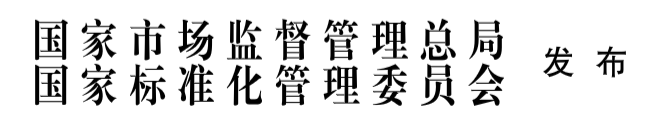 国家市场监督管理总局
国家标准化管理委员会
发布